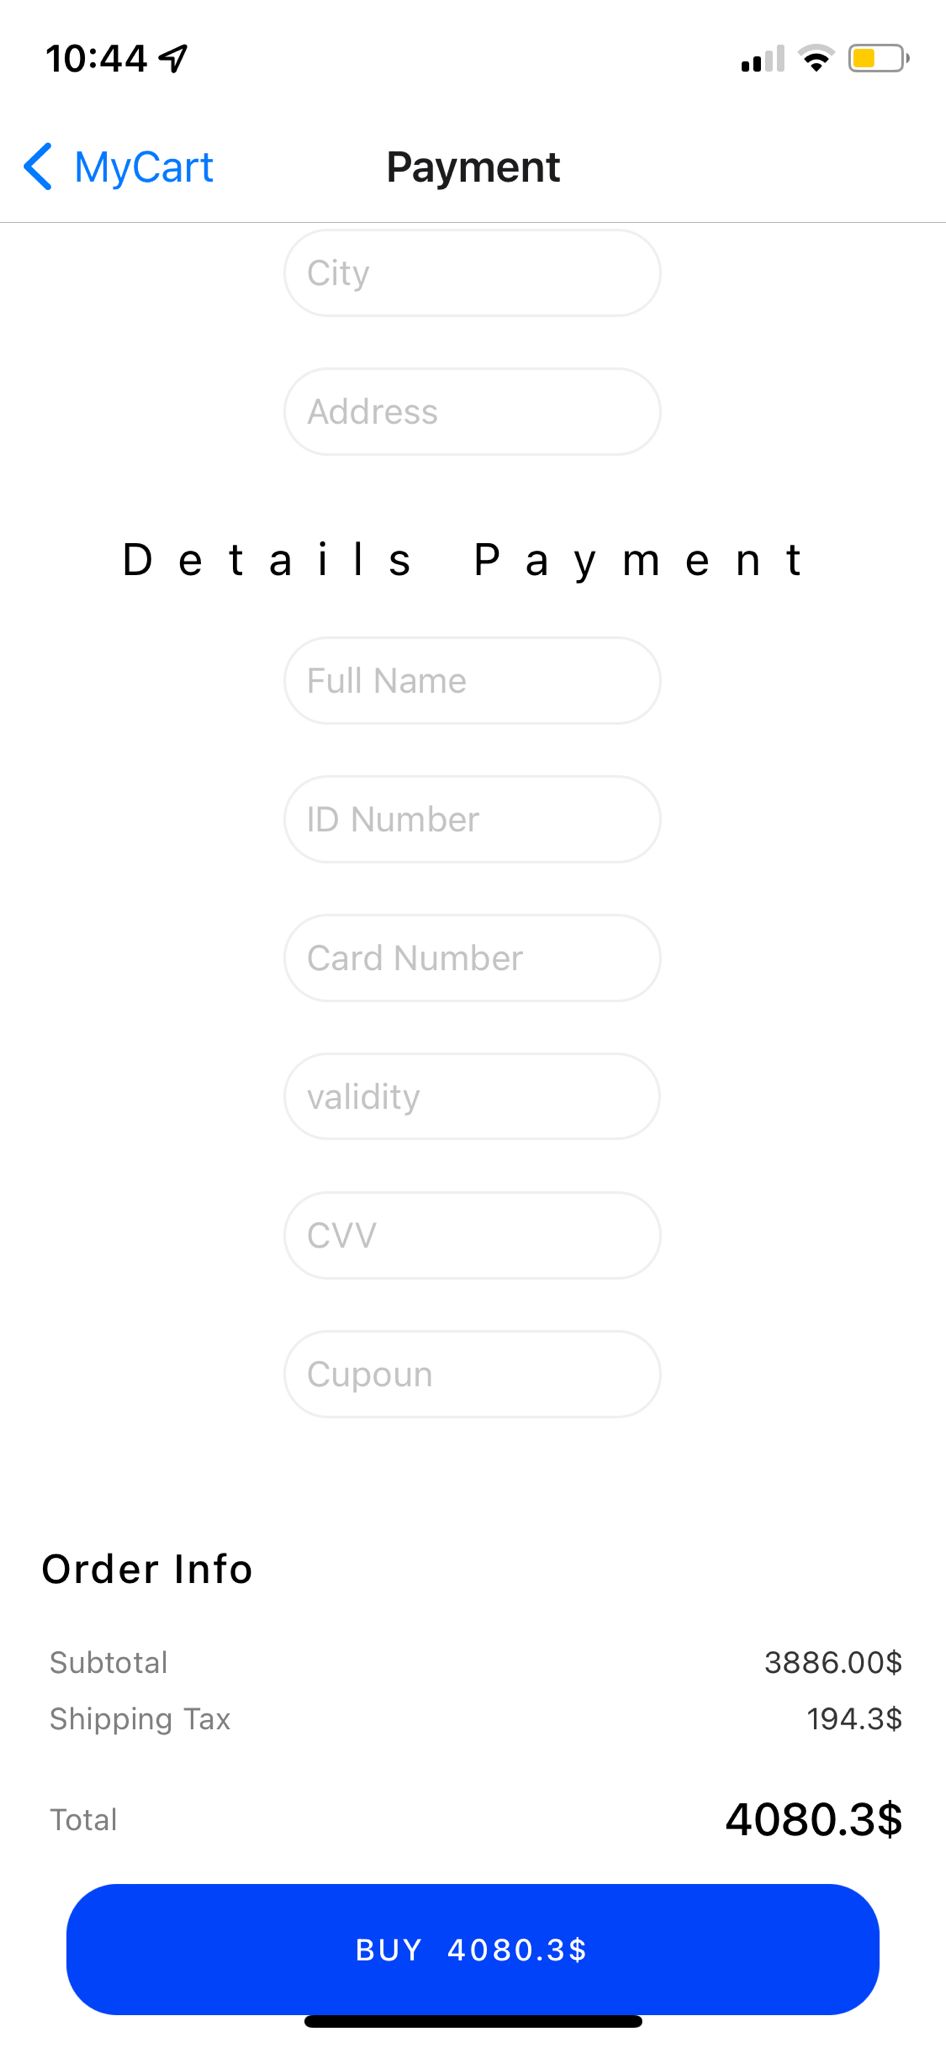 10:44
MyCart Payment
City
Address
Details Payment
Full Name
ID Number
Card Number
validity
CVV
Cupoun
Order Info
Subtotal 3886.00$
Shipping Tax 194.3$
Total 4080.3$
BUY 4080.3$